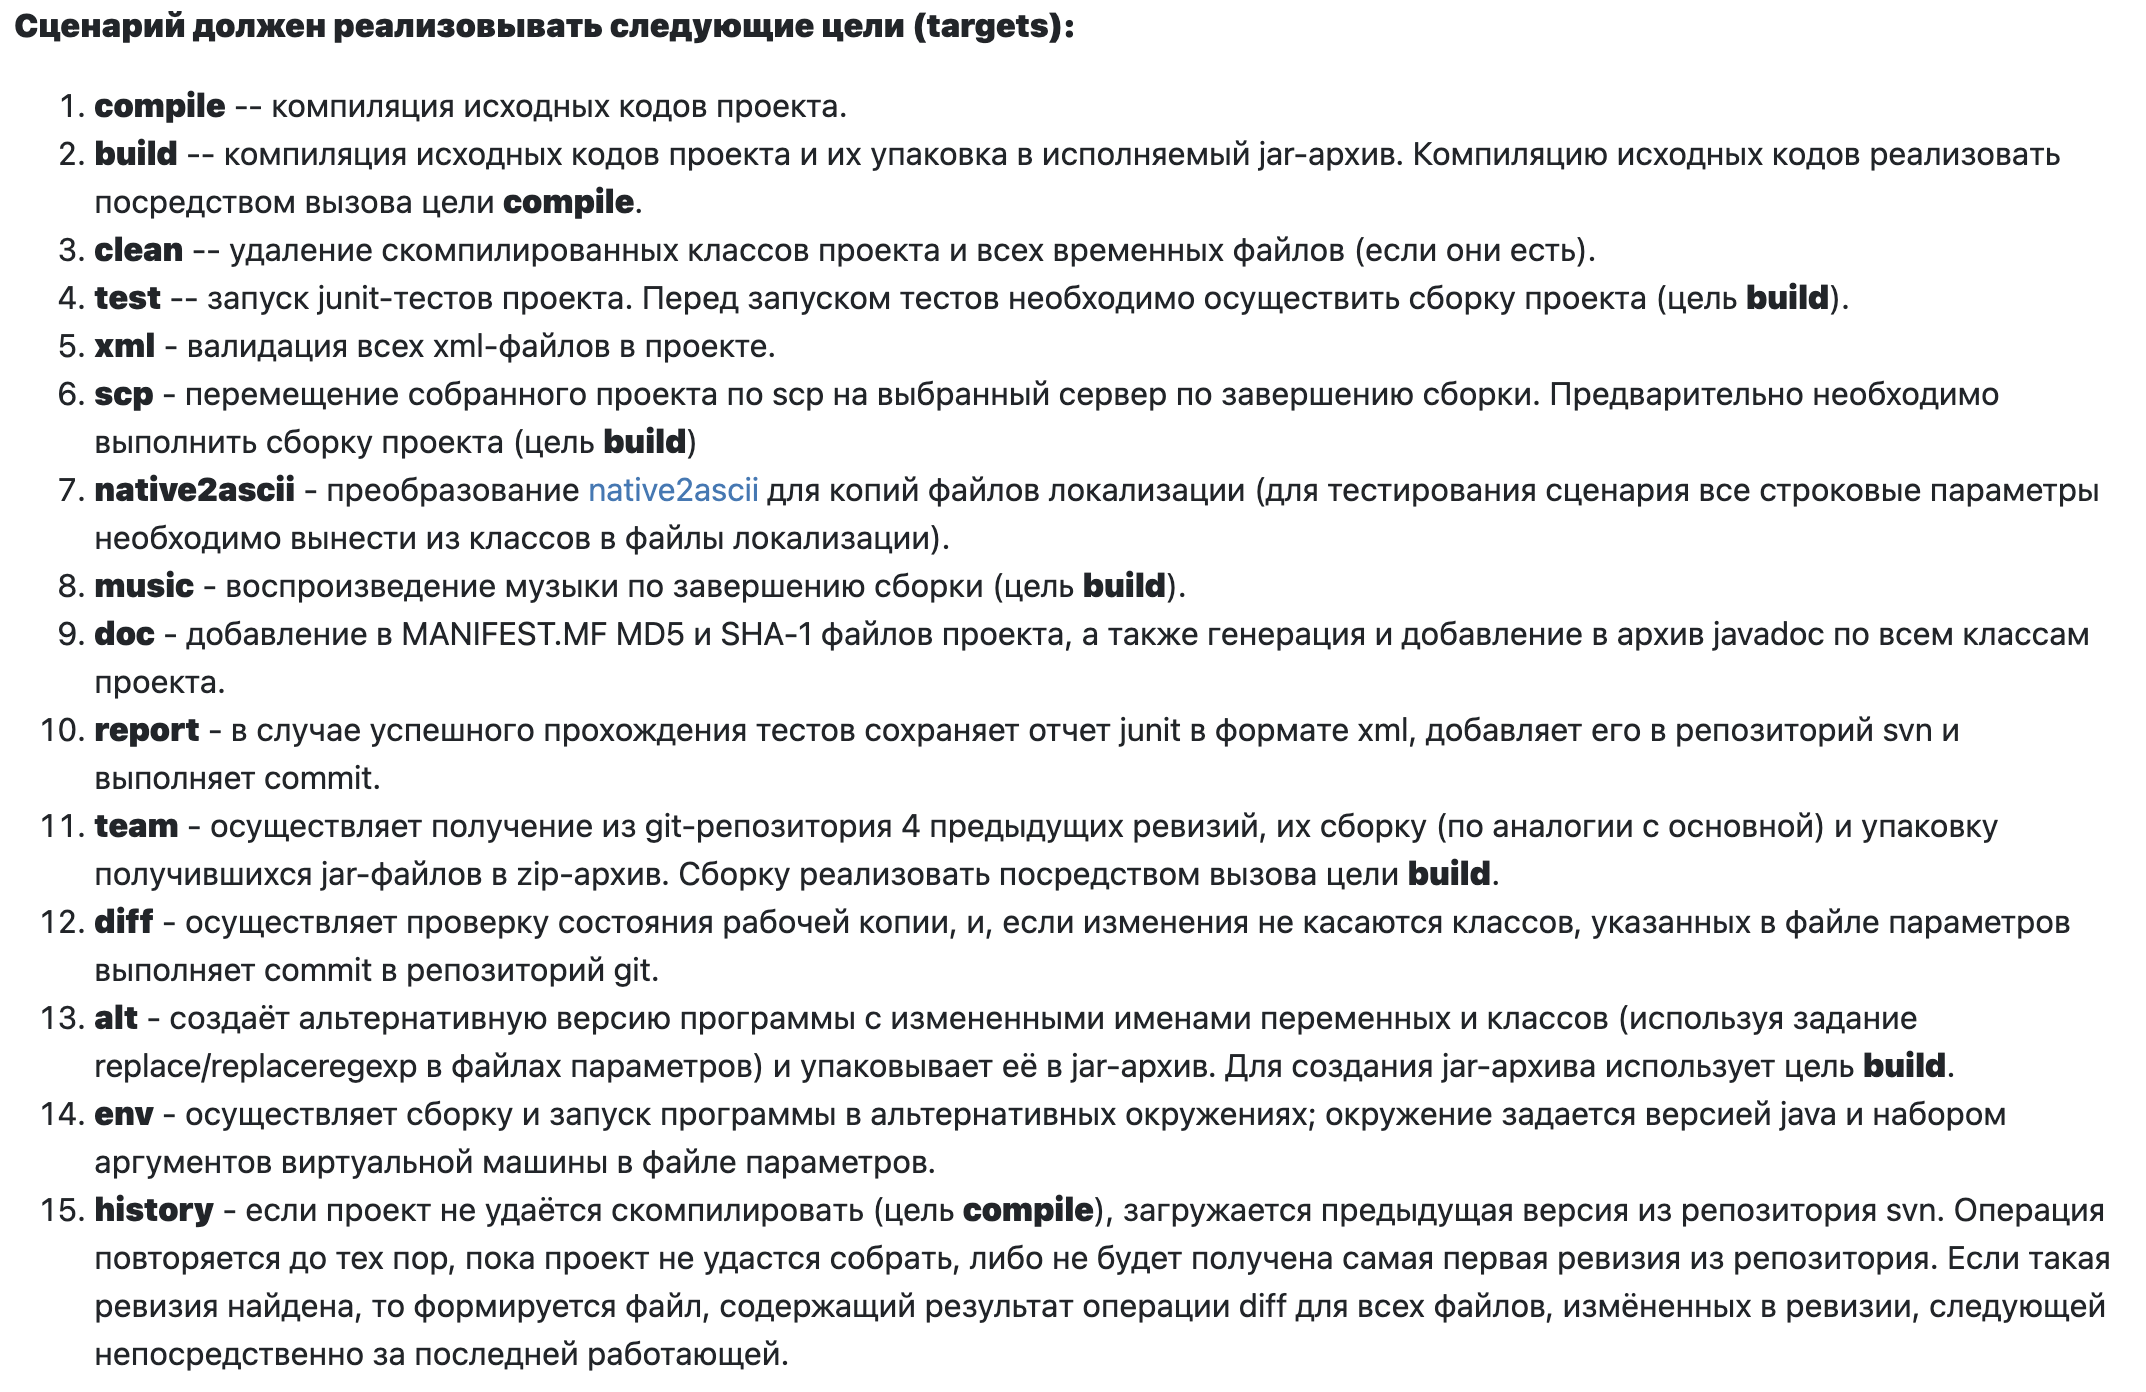 Сценарий должен реализовывать следующие цели (targets):
1. compile -- компиляция исходных кодов проекта.
2. build -- компиляция исходных кодов проекта и их упаковка в исполняемый jar-архив. Компиляцию исходных кодов реализовать
посредством вызова цели compile.
3. clean -- удаление скомпилированных классов проекта и всех временных файлов (если они есть).
4. test -- запуск junit-тестов проекта. Перед запуском тестов необходимо осуществить сборку проекта (цель build).
5. xml - валидация всех xml-файлов в проекте.
6. scp - перемещение собранного проекта по scp на выбранный сервер по завершению сборки. Предварительно необходимо
выполнить сборку проекта (цель build)
7. native2ascii - преобразование native2ascii для копий файлов локализации (для тестирования сценария все строковые параметры
необходимо вынести из классов в файлы локализации).
8. music - воспроизведение музыки по завершению сборки (цель build).
9. doc - добавление в MANIFEST.MF MD5 и SHA-1 файлов проекта, а также генерация и добавление в архив javadoc по всем классам
проекта.
10. report - в случае успешного прохождения тестов сохраняет отчет junit в формате xml, добавляет его в репозиторий svn и
выполняет commit.
11. team - осуществляет получение из git-репозитория 4 предыдущих ревизий, их сборку (по аналогии с основной) и упаковку
получившихся jar-файлов в zip-архив. Сборку реализовать посредством вызова цели build.
12. diff - осуществляет проверку состояния рабочей копии, и, если изменения не касаются классов, указанных в файле параметров
выполняет commit в репозиторий git.
13. alt - создаёт альтернативную версию программы с измененными именами переменных и классов (используя задание
replace/replaceregexp в файлах параметров) и упаковывает её в jar-архив. Для создания jar-архива использует цель build.
14. env - осуществляет сборку и запуск программы в альтернативных окружениях; окружение задается версией java и набором
аргументов виртуальной машины в файле параметров.
15. history - если проект не удаётся скомпилировать (цель compile), загружается предыдущая версия из репозитория svn. Операция
повторяется до тех пор, пока проект не удастся собрать, либо не будет получена самая первая ревизия из репозитория. Если такая
ревизия найдена, то формируется файл, содержащий результат операции diff для всех файлов, измёненных в ревизии, следующей
непосредственно за последней работающей.